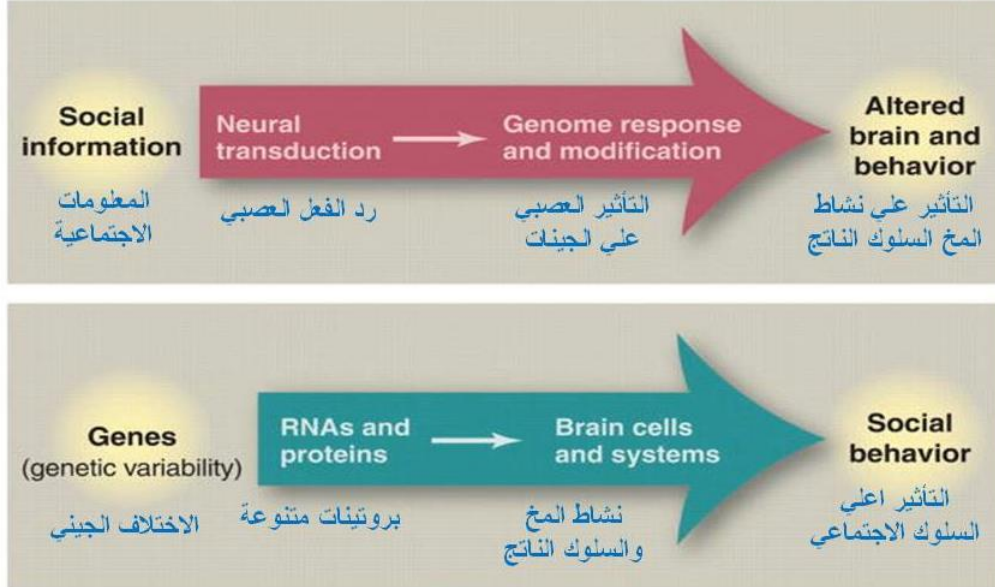 Social
information
المعلومات
الاجتماعية
Neural
transduction
رد الفعل العصبي
Genome response
and modification
التأثير العصبي
علي الجينات
Altered
brain and
behavior
التأثير علي نشاط
المخ السلوك الناتج
Genes
(genetic variability)
الاختلاف الجيني
RNAs and
proteins
بروتينات متنوعة
Brain cells
and systems
نشاط المخ
والسلوك الناتج
Social
behavior
التأثير اعلي
السلوك الاجتماعي